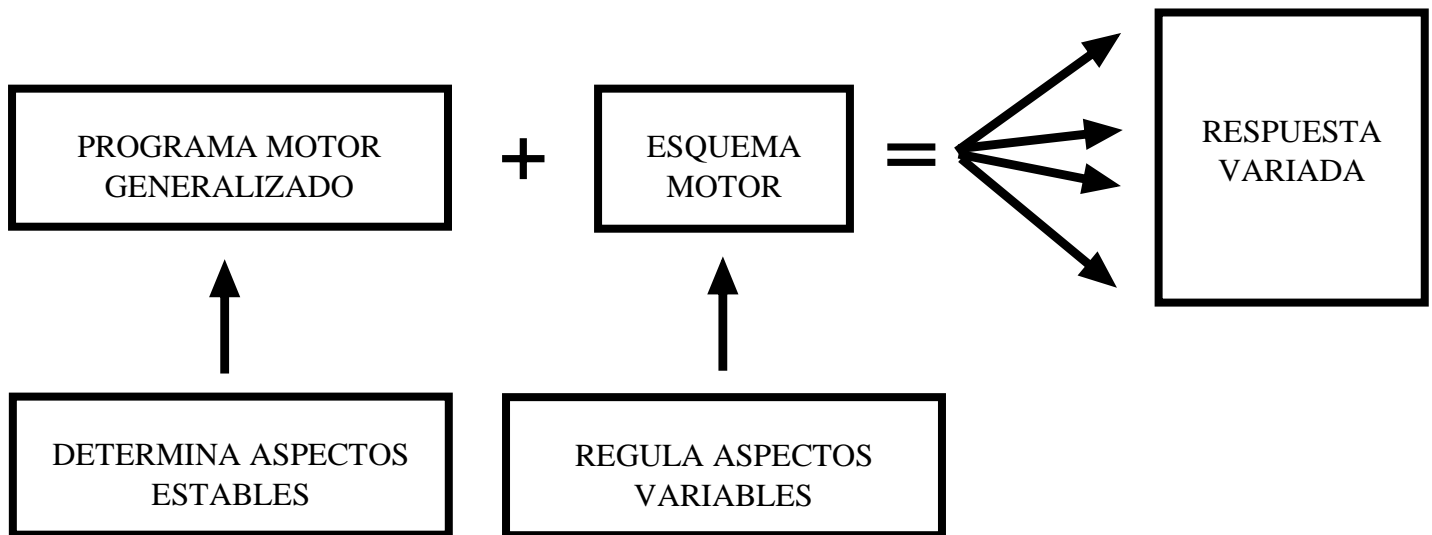 PROGRAMA MOTOR
GENERALIZADO
+
ESQUEMA
MOTOR
=
RESPUESTA
VARIADA
DETERMINA ASPECTOS
ESTABLES
REGULA ASPECTOS
VARIABLES